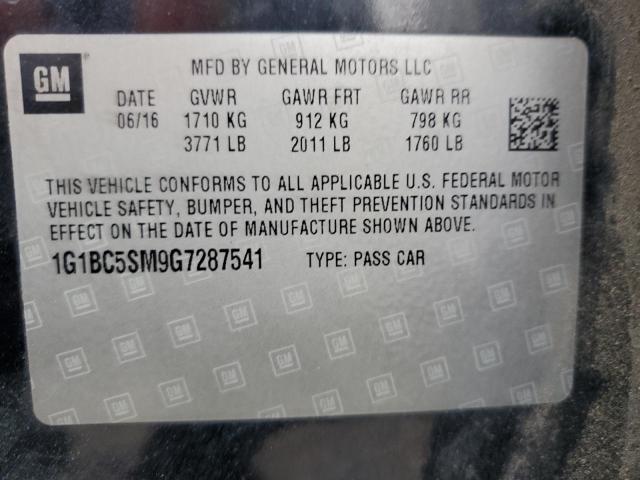 GM
MFD BY GENERAL MOTORS LLC
DATE GVWR GAWR FRT GAWR RR
06/16 1710 KG 912 KG 798 KG
3771 LB 2011 LB 1760 LB
THIS VEHICLE CONFORMS TO ALL APPLICABLE U.S. FEDERAL MOTOR
VEHICLE SAFETY, BUMPER, AND THEFT PREVENTION STANDARDS IN
EFFECT ON THE DATE OF MANUFACTURE SHOWN ABOVE.
1G1BC5SM9G7287541 TYPE: PASS CAR